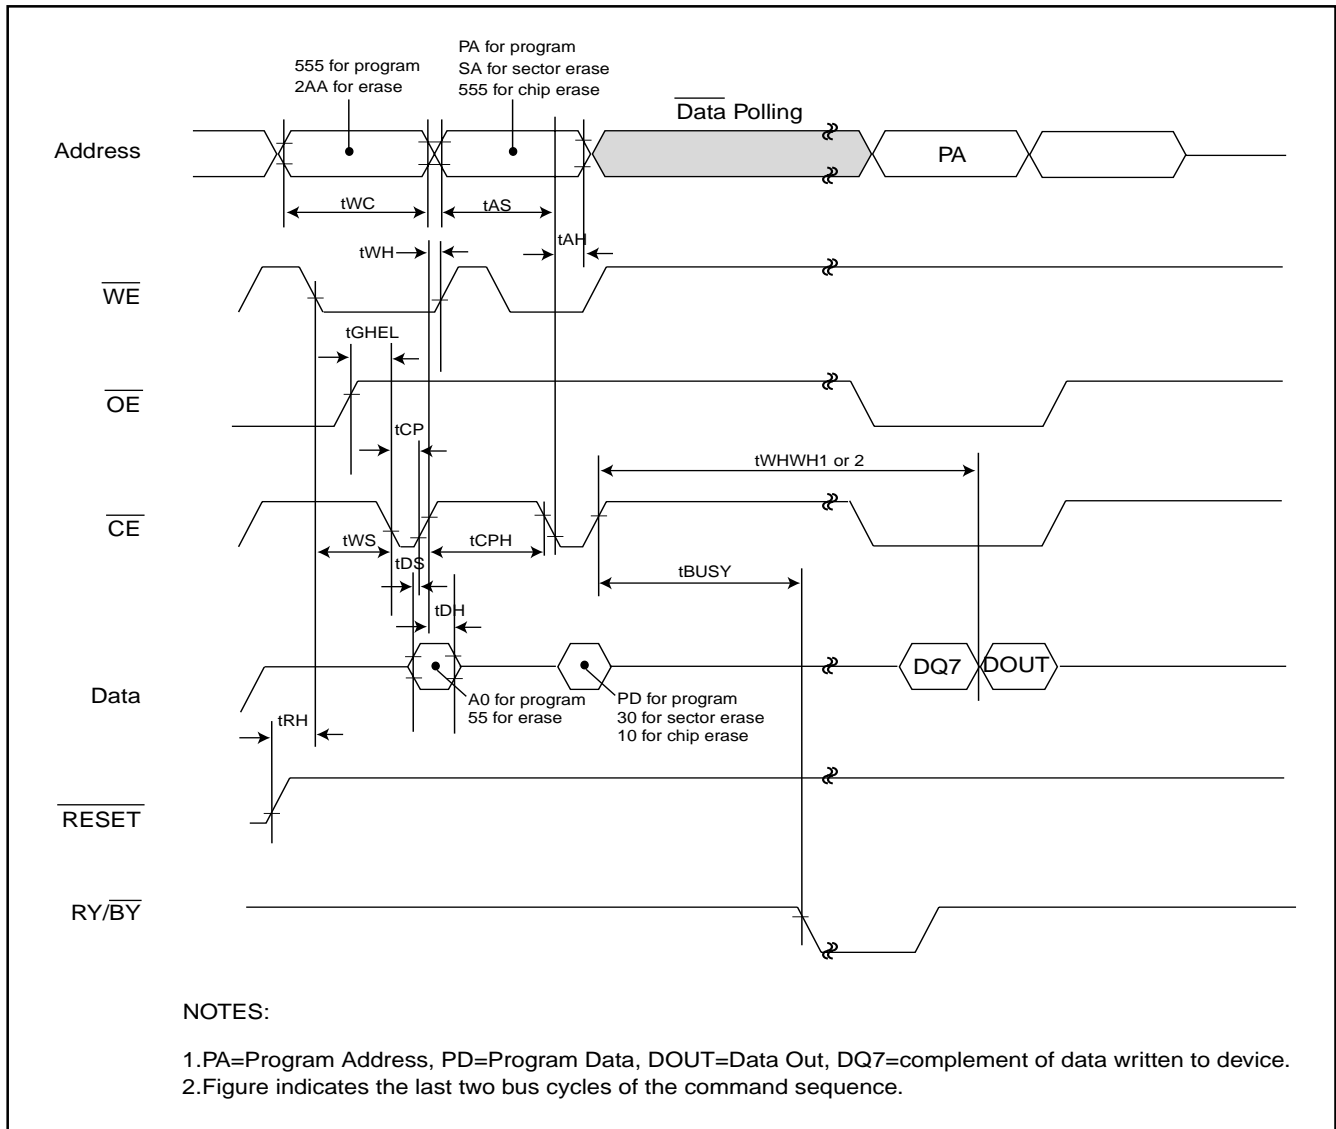 555 for program
2AA for erase
PA for program
SA for sector erase
555 for chip erase
Data Polling
Address
PA
tWC
tAS
tWH
tAH
WE
tGHEL
OE
tCP
tWHWH1 or 2
CE
tWS
tCPH
tDS
tBUSY
tDH
Data
DQ7
DOUT
A0 for program
55 for erase
PD for program
30 for sector erase
10 for chip erase
tRH
RESET
RY/BY
NOTES:
1.PA=Program Address, PD=Program Data, DOUT=Data Out, DQ7=complement of data written to device.
2.Figure indicates the last two bus cycles of the command sequence.